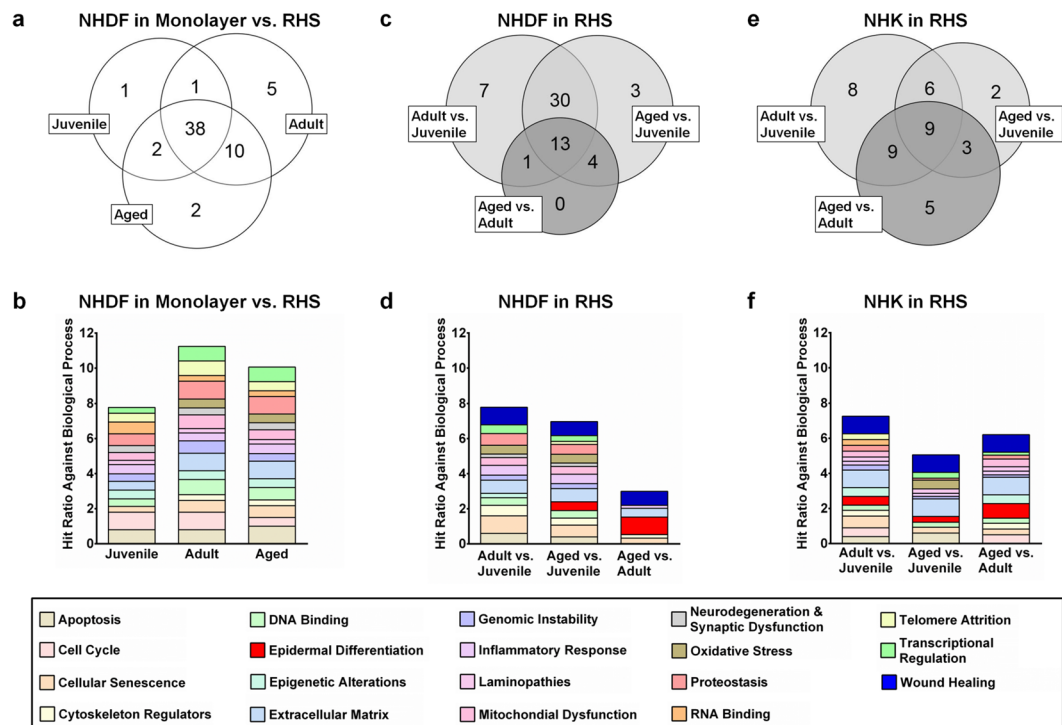 a
NHDF in Monolayer vs. RHS
1
1
5
Juvenile
38
Adult
2
10
Aged
2
c
NHDF in RHS
7
30
3
Adult vs.
Juvenile
Aged vs.
Juvenile
13
1
4
Aged vs.
Adult
0
e
NHK in RHS
8
6
2
Adult vs.
Juvenile
Aged vs.
Juvenile
9
9
3
Aged vs.
Adult
5
b
NHDF in Monolayer vs. RHS
Hit Ratio Against Biological Process
12
10
8
6
4
2
0
Juvenile
Adult
Aged
d
NHDF in RHS
Hit Ratio Against Biological Process
12
10
8
6
4
2
0
Adult vs.
Juvenile
Aged vs.
Juvenile
Aged vs.
Adult
f
NHK in RHS
Hit Ratio Against Biological Process
12
10
8
6
4
2
0
Adult vs.
Juvenile
Aged vs.
Juvenile
Aged vs.
Adult
Apoptosis
Cell Cycle
Cellular Senescence
Cytoskeleton Regulators
DNA Binding
Epidermal Differentiation
Epigenetic Alterations
Extracellular Matrix
Genomic Instability
Inflammatory Response
Laminopathies
Mitochondial Dysfunction
Neurodegeneration &
Synaptic Dysfunction
Oxidative Stress
Proteostasis
RNA Binding
Telomere Attrition
Transcriptional
Regulation
Wound Healing